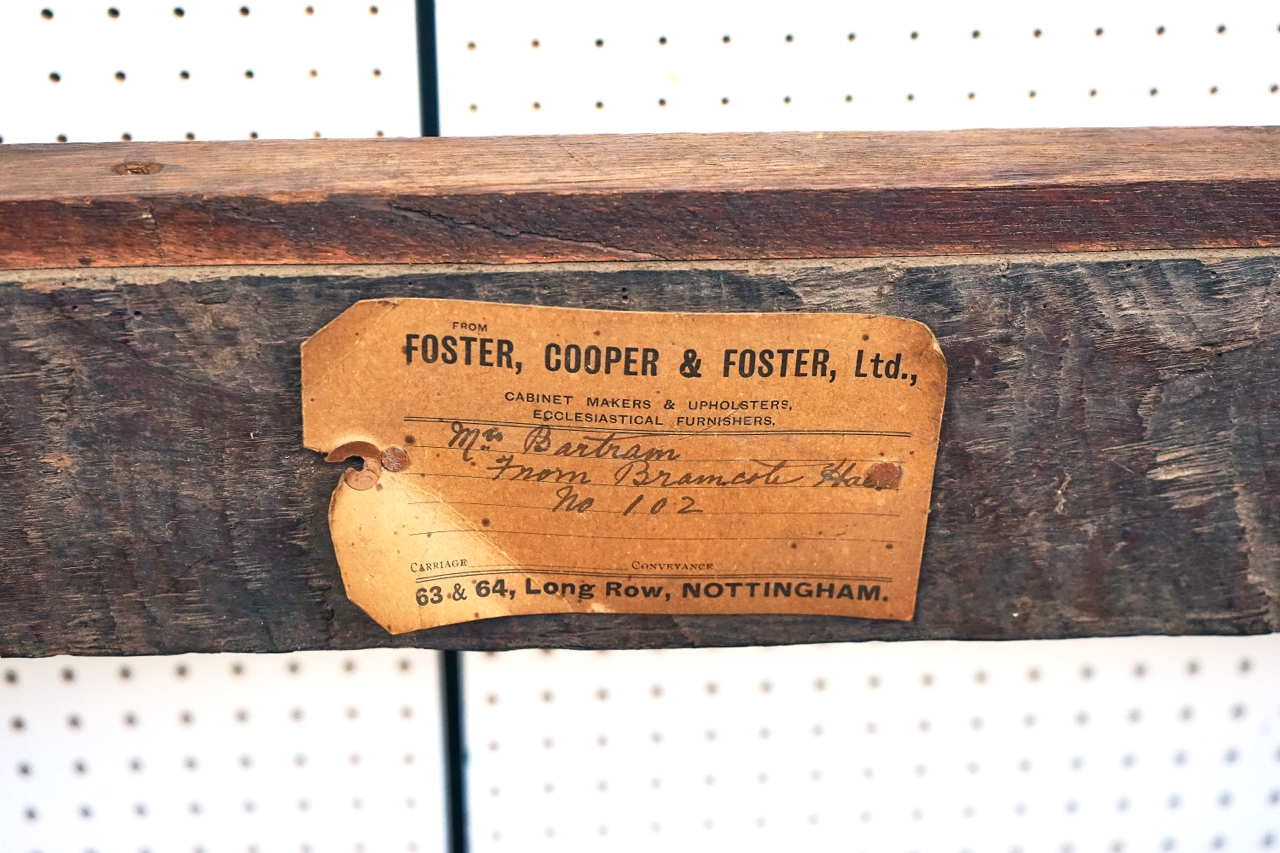 FROM
FOSTER, COOPER & FOSTER, Ltd.,
CABINET MAKERS & UPHOLSTERS,
ECCLESIASTICAL FURNISHERS,
Mrs Bartram
From Bramcote
No 102
CARRIAGE CONVEYANCE
63 & 64, Long Row, NOTTINGHAM.